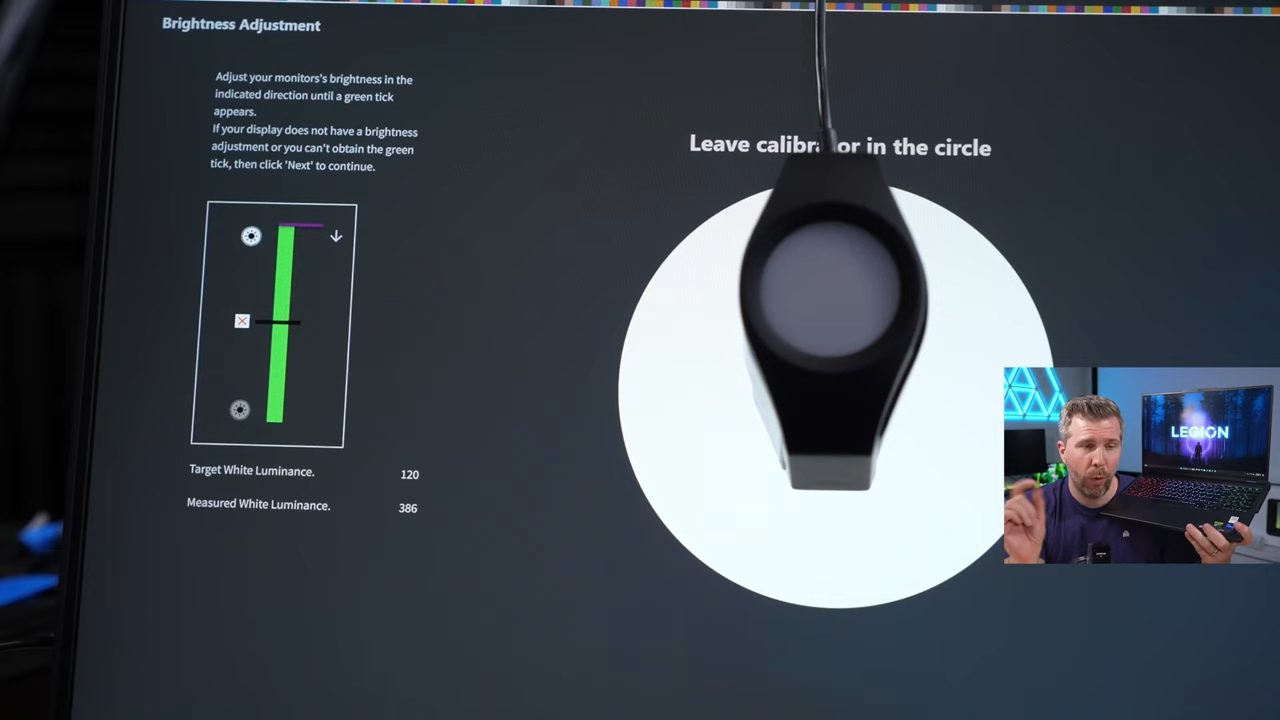 Brightness Adjustment
Adjust your monitors's brightness in the
indicated direction until a green tick
appears.
If your display does not have a brightness
adjustment or you can't obtain the green
tick, then click 'Next' to continue.
Leave calibra or in the circle
Target White Luminance. 120
Measured White Luminance. 386
LEGION